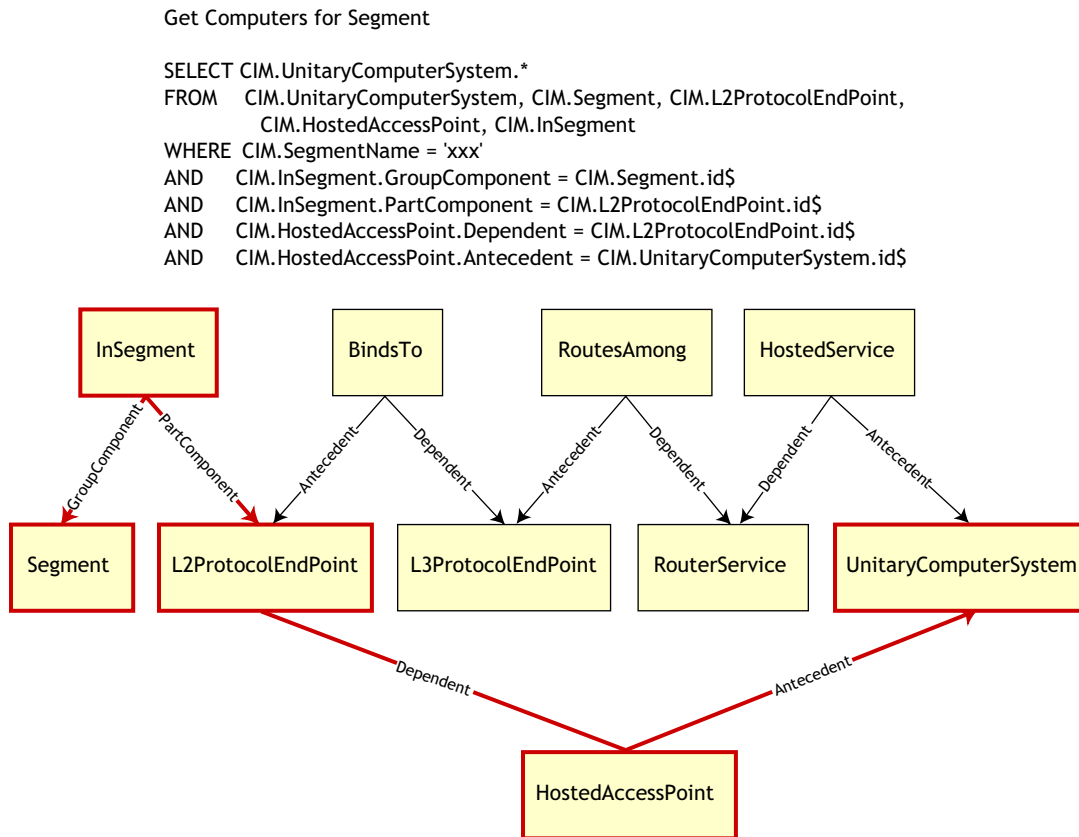 Get Computers for Segment
SELECT CIM.UnitaryComputerSystem.*
FROM CIM.UnitaryComputerSystem, CIM.Segment, CIM.L2ProtocolEndPoint,
CIM.HostedAccessPoint, CIM.InSegment
WHERE CIM.SegmentName = 'xxx'
AND CIM.InSegment.GroupComponent = CIM.Segment.id$
AND CIM.InSegment.PartComponent = CIM.L2ProtocolEndPoint.id$
AND CIM.HostedAccessPoint.Dependent = CIM.L2ProtocolEndPoint.id$
AND CIM.HostedAccessPoint.Antecedent = CIM.UnitaryComputerSystem.id$
InSegment
BindsTo
RoutesAmong
HostedService
GroupComponent
PartComponent
Antecedent
Dependent
Antecedent
Dependent
Dependent
Antecedent
Segment
L2ProtocolEndPoint
L3ProtocolEndPoint
RouterService
UnitaryComputerSystem
Dependent
Antecedent
HostedAccessPoint